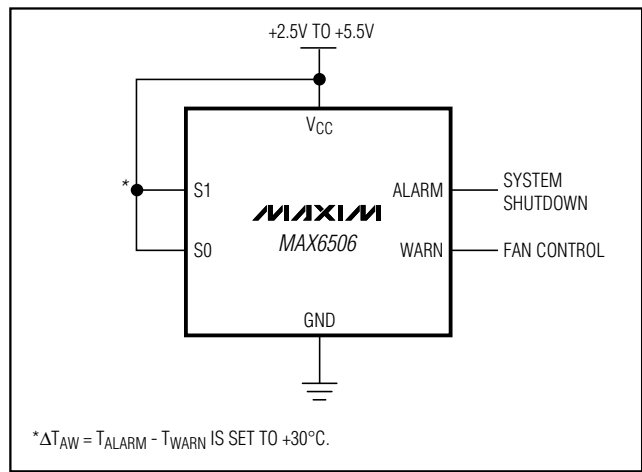 +2.5V TO +5.5V
VCC
*
S1
ALARM
SYSTEM
SHUTDOWN
MAXIM
MAX6506
S0
WARN
FAN CONTROL
GND
*ΔTAW = TALARM - TWARN IS SET TO +30°C.